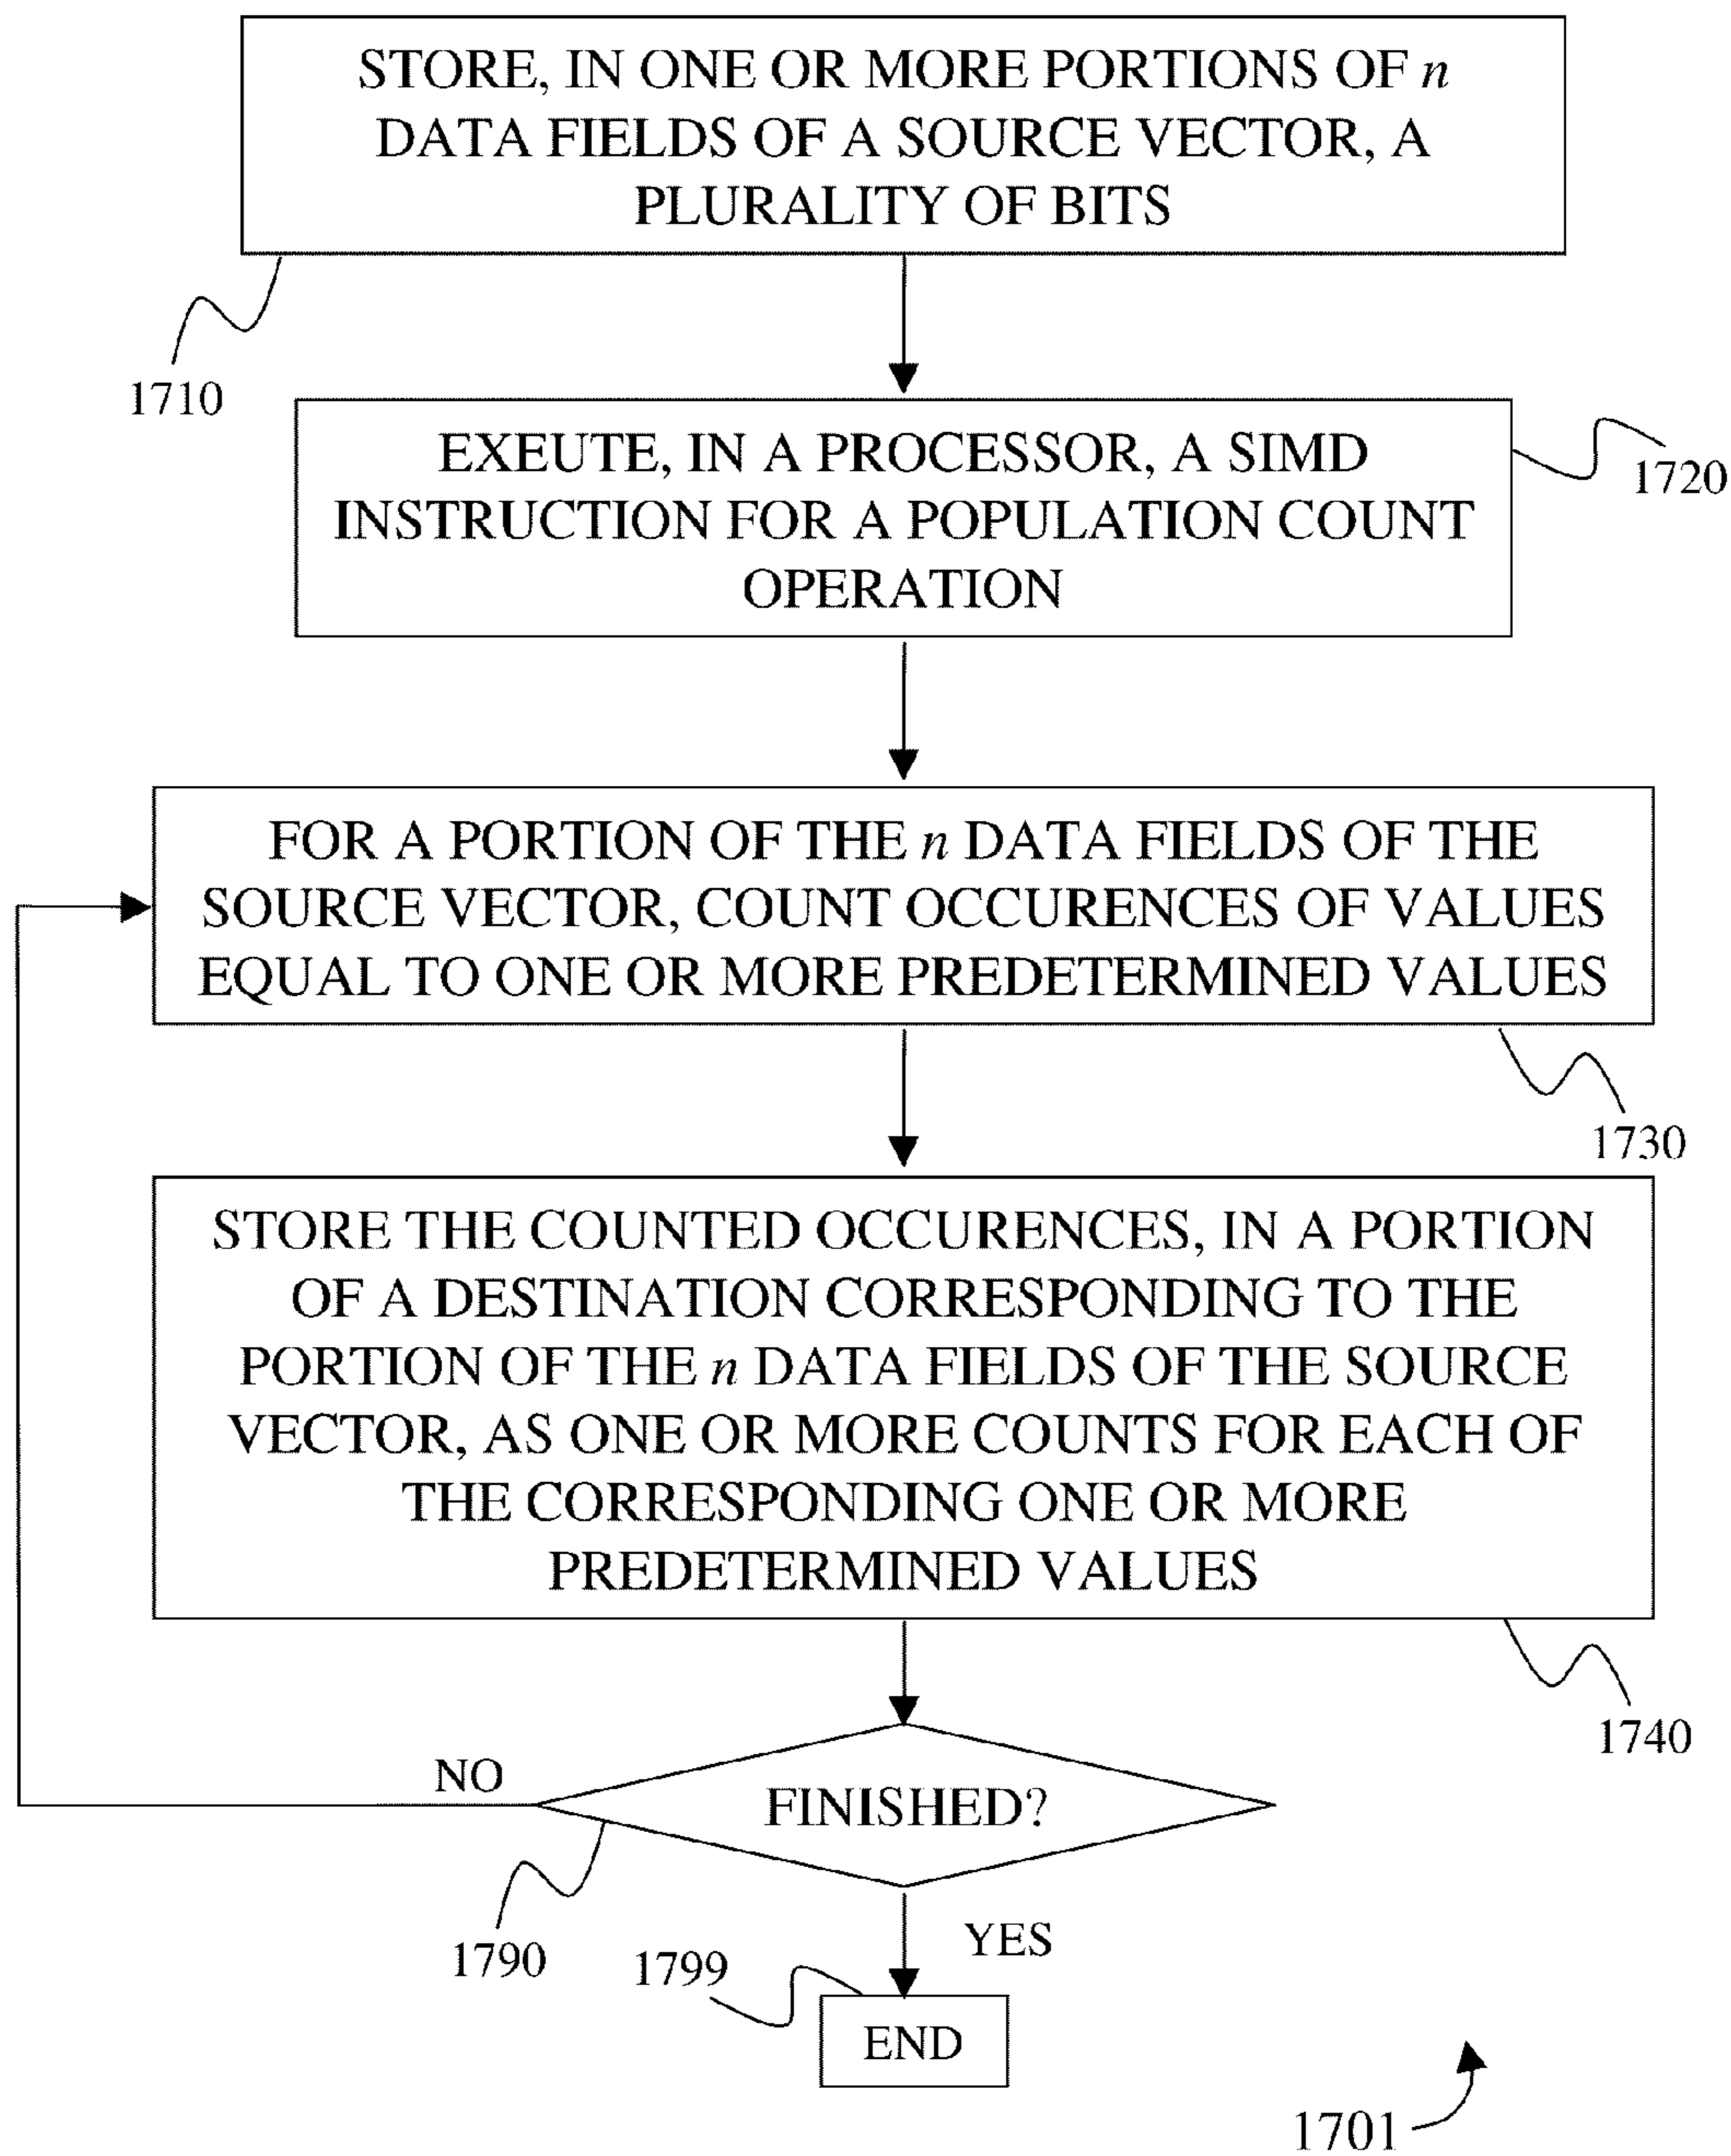 STORE, IN ONE OR MORE PORTIONS OF n
DATA FIELDS OF A SOURCE VECTOR, A
PLURALITY OF BITS
1710
EXEUTE, IN A PROCESSOR, A SIMD
INSTRUCTION FOR A POPULATION COUNT
OPERATION
1720
FOR A PORTION OF THE n DATA FIELDS OF THE
SOURCE VECTOR, COUNT OCCURENCES OF VALUES
EQUAL TO ONE OR MORE PREDETERMINED VALUES
1730
STORE THE COUNTED OCCURENCES, IN A PORTION
OF A DESTINATION CORRESPONDING TO THE
PORTION OF THE n DATA FIELDS OF THE SOURCE
VECTOR, AS ONE OR MORE COUNTS FOR EACH OF
THE CORRESPONDING ONE OR MORE
PREDETERMINED VALUES
1740
NO
FINISHED?
1790
YES
1799
END
1701